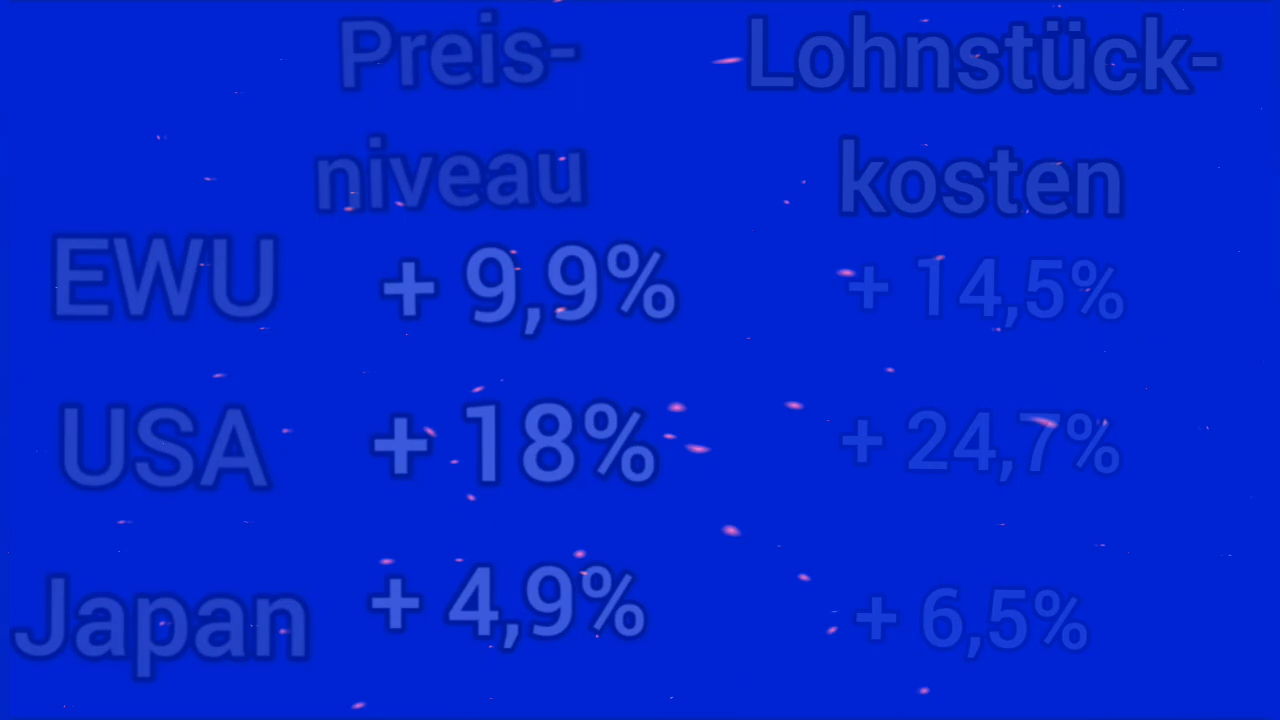 Preis- Lohnstück-
niveau kosten
EWU + 9,9% + 14,5%
USA + 18% + 24,7%
Japan + 4,9% + 6,5%